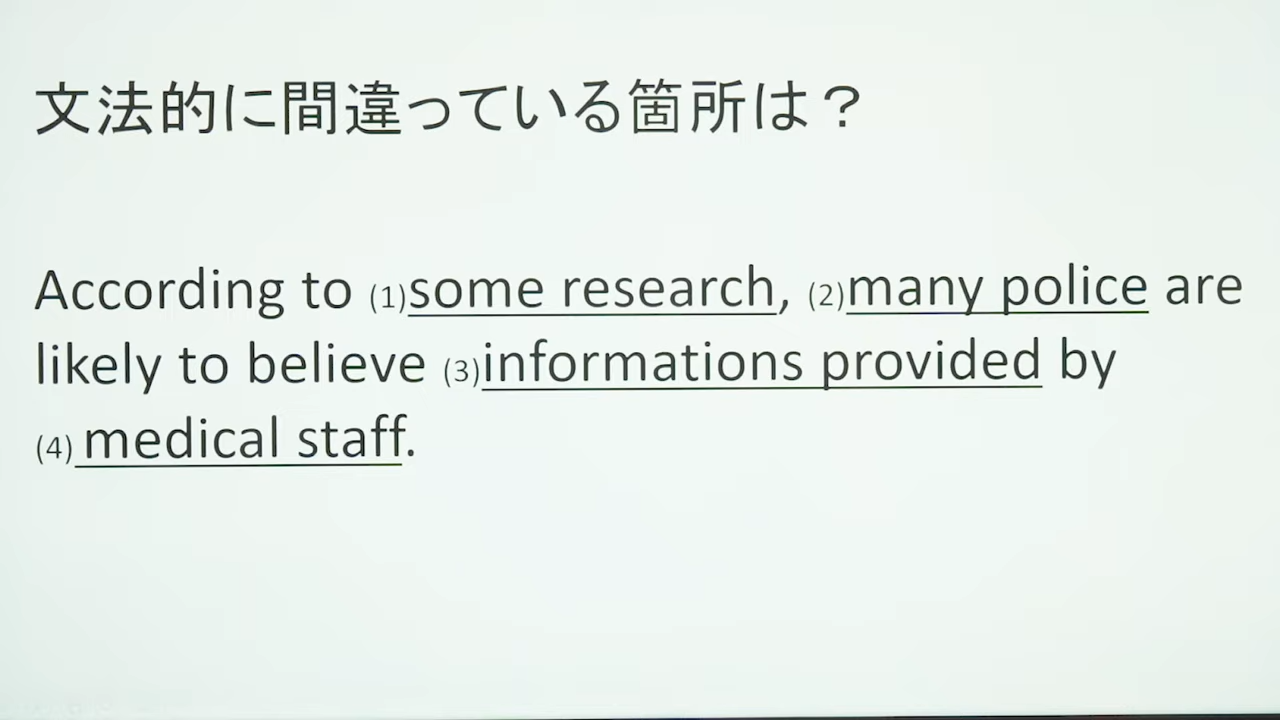 文法的に間違っている箇所は？
According to (1)some research, (2)many police are
likely to believe (3)informations provided by
(4) medical staff.